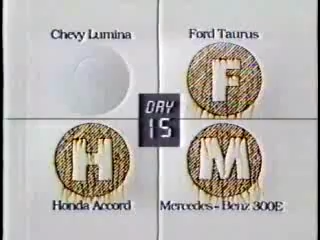 Chevy Lumina
Ford Taurus
F
DAY
15
H
M
Honda Accord
Mercedes-Benz 300E